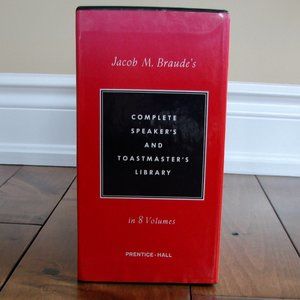 Jacob M. Braude's
COMPLETE
SPEAKER'S
AND
TOASTMASTER'S
LIBRARY
in 8 Volumes
PRENTICE-HALL